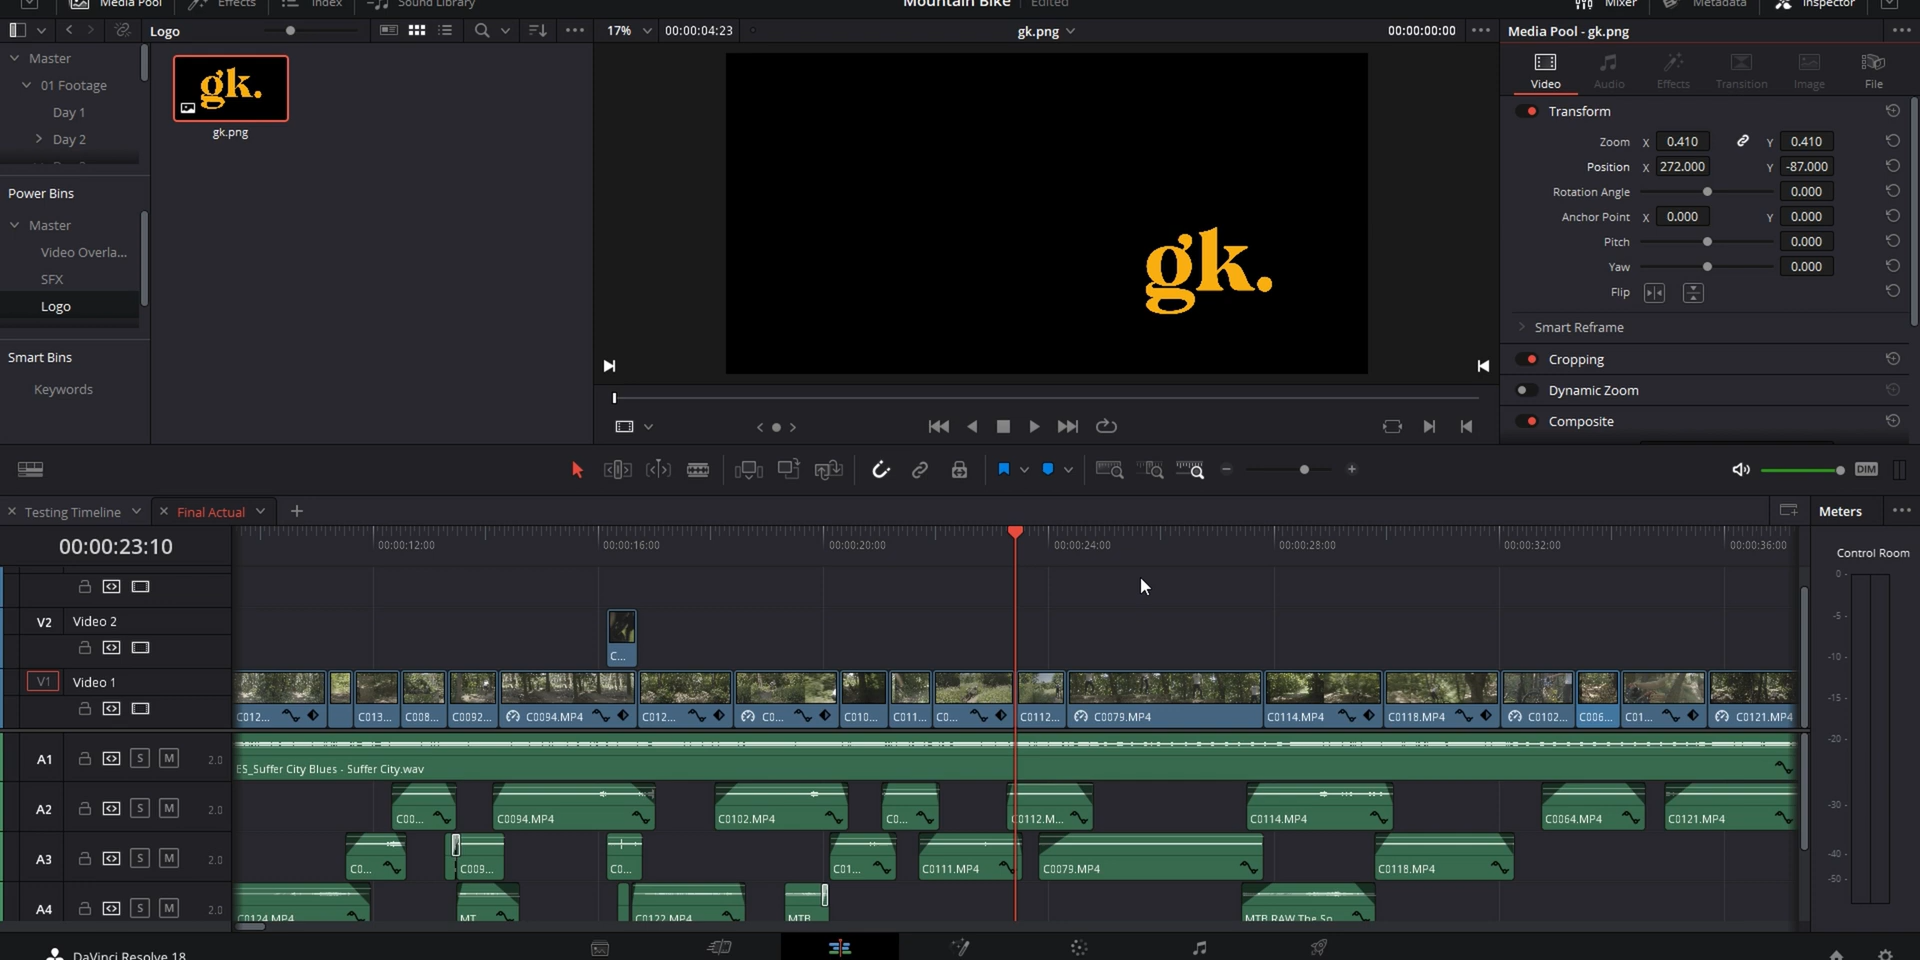 Media Pool
Effects
Index
Sound Library
Mountain Bike
Edited
Mixer
Metadata
Inspector
Logo
17%
00:00:04:23
gk.png
00:00:00:00
Media Pool - gk.png
Master
01 Footage
Day 1
Day 2
gk.
gk.png
gk.
Power Bins
Master
Video Overla...
SFX
Logo
Smart Bins
Keywords
Video
Audio
Effects
Transition
Image
File
Transform
Zoom X 0.410 Y 0.410
Position X 272.000 Y -87.000
Rotation Angle 0.000
Anchor Point X 0.000 Y 0.000
Pitch 0.000
Yaw 0.000
Flip
Smart Reframe
Cropping
Dynamic Zoom
Composite
DIM
Testing Timeline
Final Actual
Meters
00:00:23:10
00:00:12:00
00:00:16:00
00:00:20:00
00:00:24:00
00:00:28:00
00:00:32:00
00:00:36:00
Control Room
V2 Video 2
C...
V1 Video 1
C012...
C013...
C008...
C0092...
C0094.MP4
C012...
C0...
C010...
C011...
C0...
C0112...
C0079.MP4
C0114.MP4
C0118.MP4
C0102...
C006...
C01...
C0121.MP4
A1 S M 2.0
ES_Suffer City Blues - Suffer City.wav
A2 S M 2.0
C00...
C0094.MP4
C0102.MP4
C0...
C0112.M...
C0114.MP4
C0064.MP4
C0121.MP4
A3 S M 2.0
C0...
C009...
C0...
C01...
C0111.MP4
C0079.MP4
C0118.MP4
A4 S M 2.0
C0124.MP4
MT
C0122.MP4
MTB
MTB RAW The Sn
0
-5
-10
-15
-20
-30
-40
-50
DaVinci Resolve 18